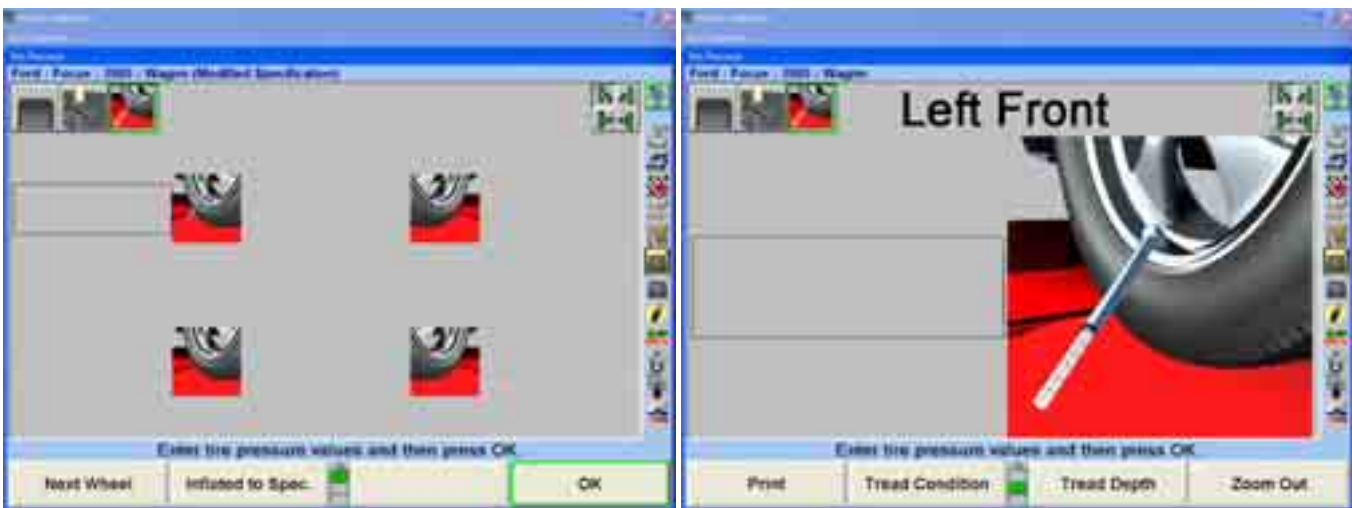 Ford : Focus : 2003 : Wagon (Modified Specification)
Enter tire pressure values and then press OK
Next Wheel
Inflated to Spec.
OK
Ford : Focus : 2003 : Wagon
Left Front
Enter tire pressure values and then press OK
Print
Tread Condition
Tread Depth
Zoom Out